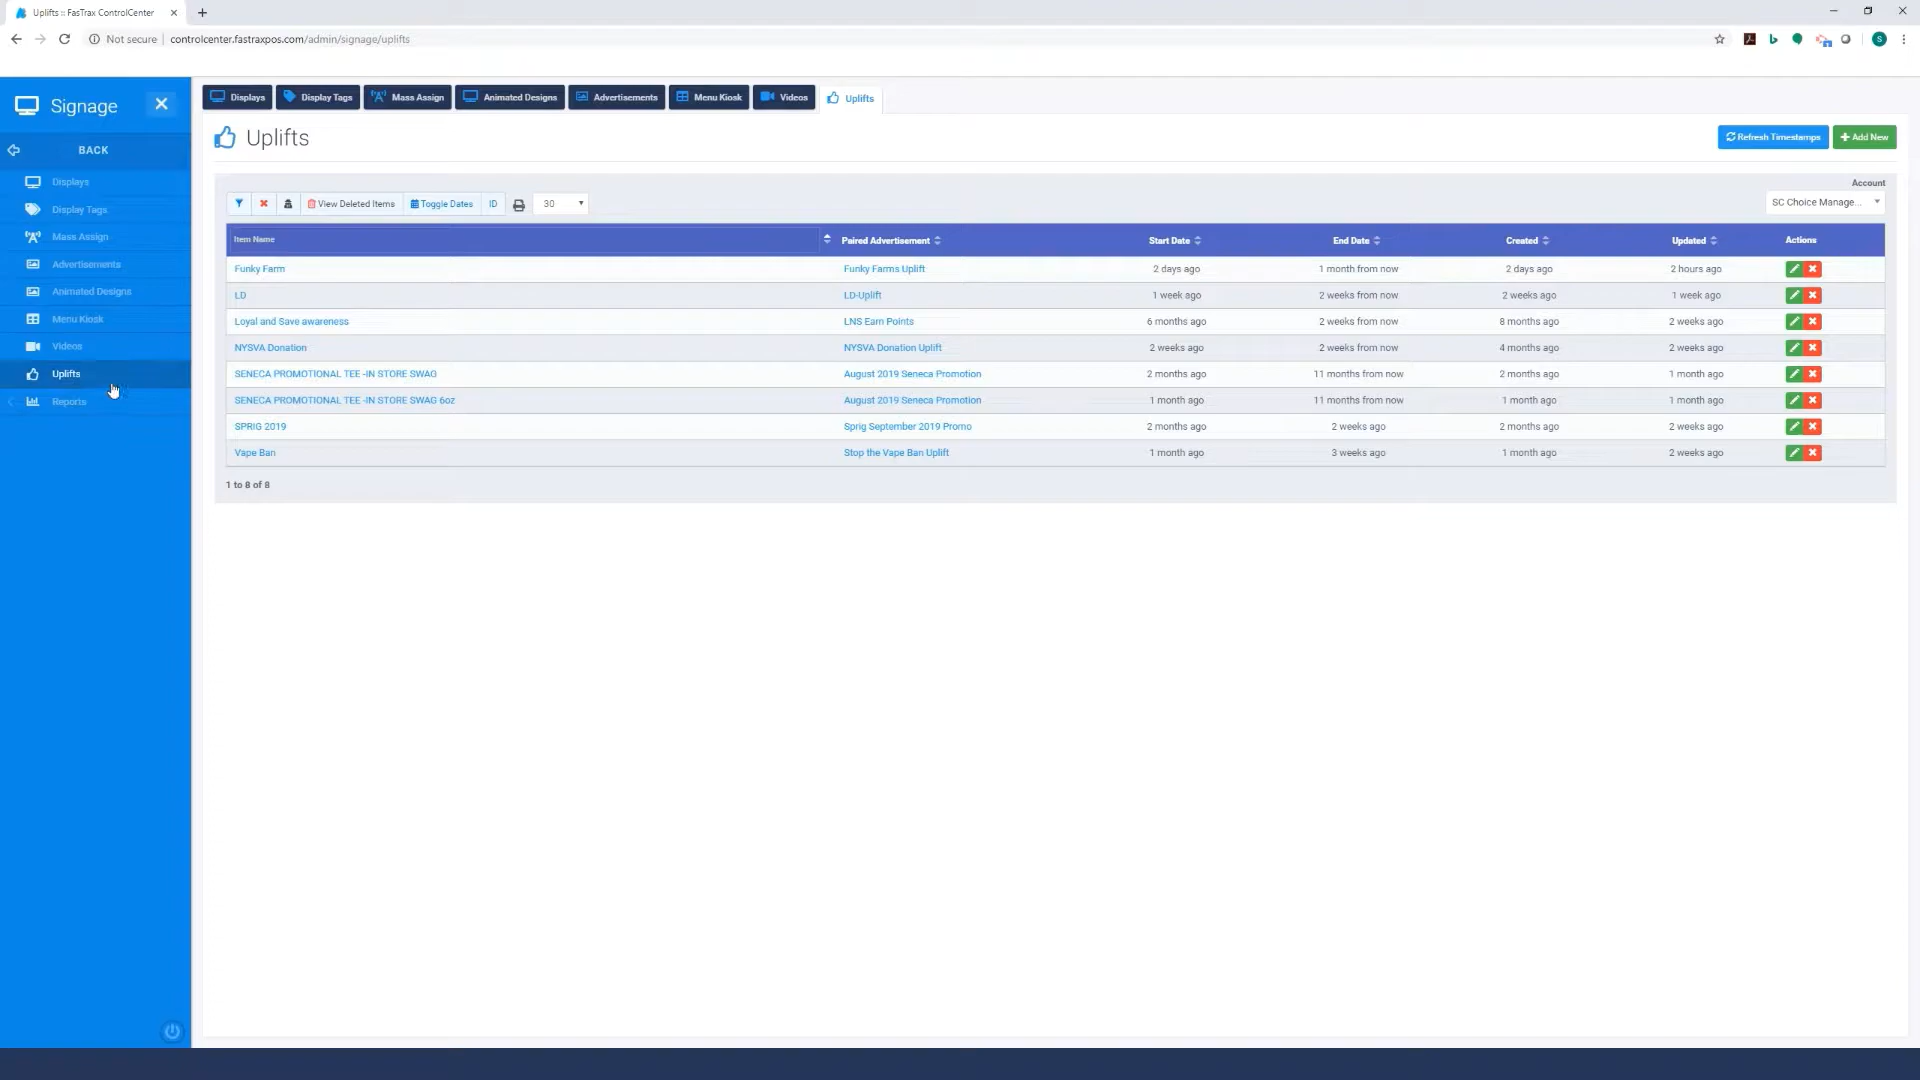 Uplifts :: FasTrax ControlCenter
Not secure controlcenter.fastraxpos.com/admin/signage/uplifts
S
Signage
BACK
Displays
Display Tags
Mass Assign
Advertisements
Animated Designs
Menu Kiosk
Videos
Uplifts
Reports
Displays Display Tags Mass Assign Animated Designs Advertisements Menu Kiosk Videos Uplifts
Uplifts
Refresh Timestamps Add New
Account
View Deleted Items Toggle Dates ID 30 SC Choice Manage...
Item Name Paired Advertisement Start Date End Date Created Updated Actions
Funky Farm Funky Farms Uplift 2 days ago 1 month from now 2 days ago 2 hours ago
LD LD-Uplift 1 week ago 2 weeks from now 2 weeks ago 1 week ago
Loyal and Save awareness LNS Earn Points 6 months ago 2 weeks from now 8 months ago 2 weeks ago
NYSVA Donation NYSVA Donation Uplift 2 weeks ago 2 weeks from now 4 months ago 2 weeks ago
SENECA PROMOTIONAL TEE -IN STORE SWAG August 2019 Seneca Promotion 2 months ago 11 months from now 2 months ago 1 month ago
SENECA PROMOTIONAL TEE -IN STORE SWAG 6oz August 2019 Seneca Promotion 1 month ago 11 months from now 1 month ago 1 month ago
SPRIG 2019 Sprig September 2019 Promo 2 months ago 2 weeks ago 2 months ago 2 weeks ago
Vape Ban Stop the Vape Ban Uplift 1 month ago 3 weeks ago 1 month ago 2 weeks ago
1 to 8 of 8